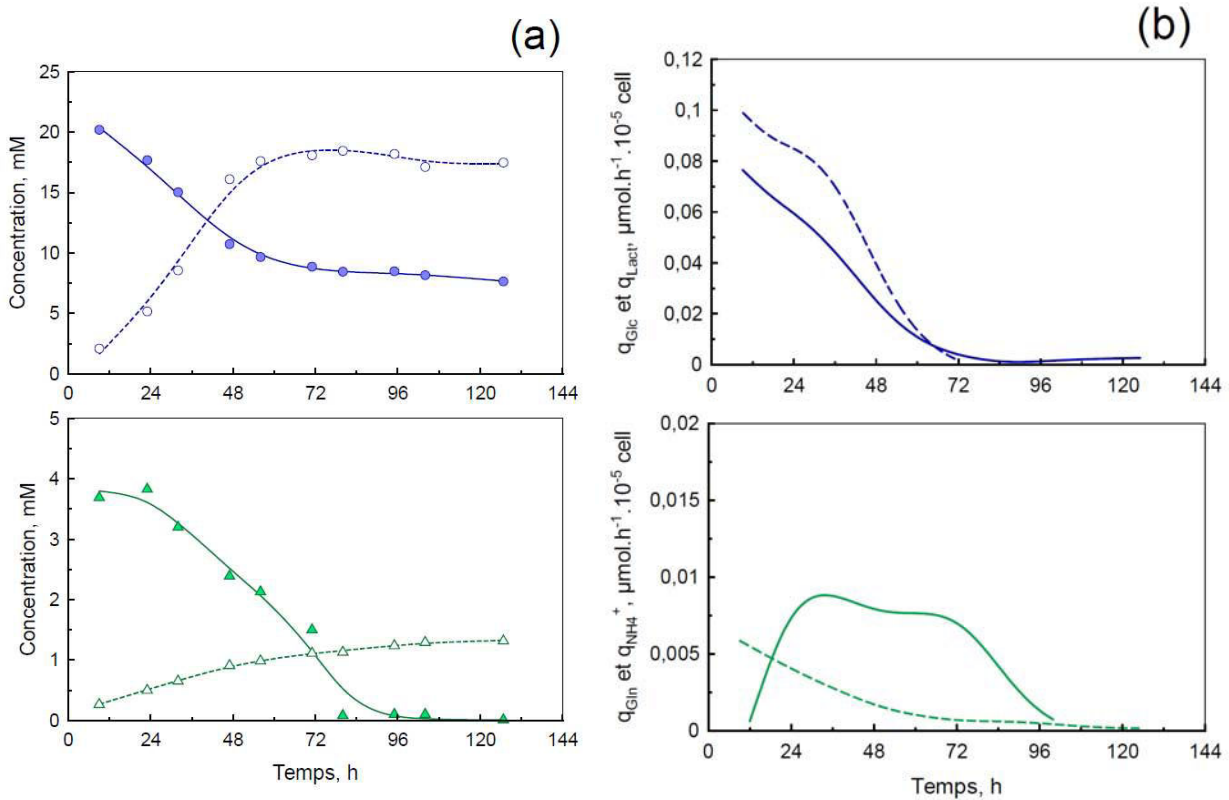 (a)
25
20
15
10
5
0
Concentration, mM
0 24 48 72 96 120 144
5
4
3
2
1
0
Concentration, mM
0 24 48 72 96 120 144
Temps, h
(b)
0,12
0,1
0,08
0,06
0,04
0,02
0
qGlc et qLact, µmol.h-1.10-5 cell
0 24 48 72 96 120 144
0,02
0,015
0,01
0,005
0
qGln et qNH4+, µmol.h-1.10-5 cell
0 24 48 72 96 120 144
Temps, h